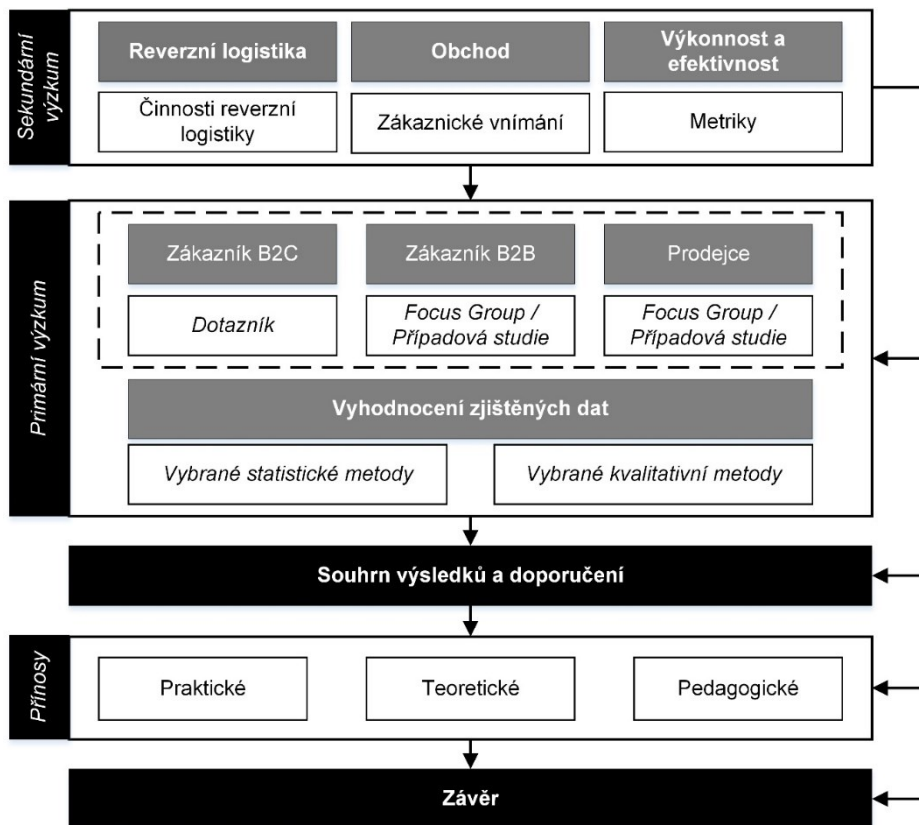 Sekundární
výzkum
Reverzní logistika
Obchod
Výkonnost a
efektivnost
Činnosti reverzní
logistiky
Zákaznické vnímání
Metriky
Primární výzkum
Zákazník B2C
Zákazník B2B
Prodejce
Dotazník
Focus Group /
Případová studie
Focus Group /
Případová studie
Vyhodnocení zjištěných dat
Vybrané statistické metody
Vybrané kvalitativní metody
Souhrn výsledků a doporučení
Přínosy
Praktické
Teoretické
Pedagogické
Závěr